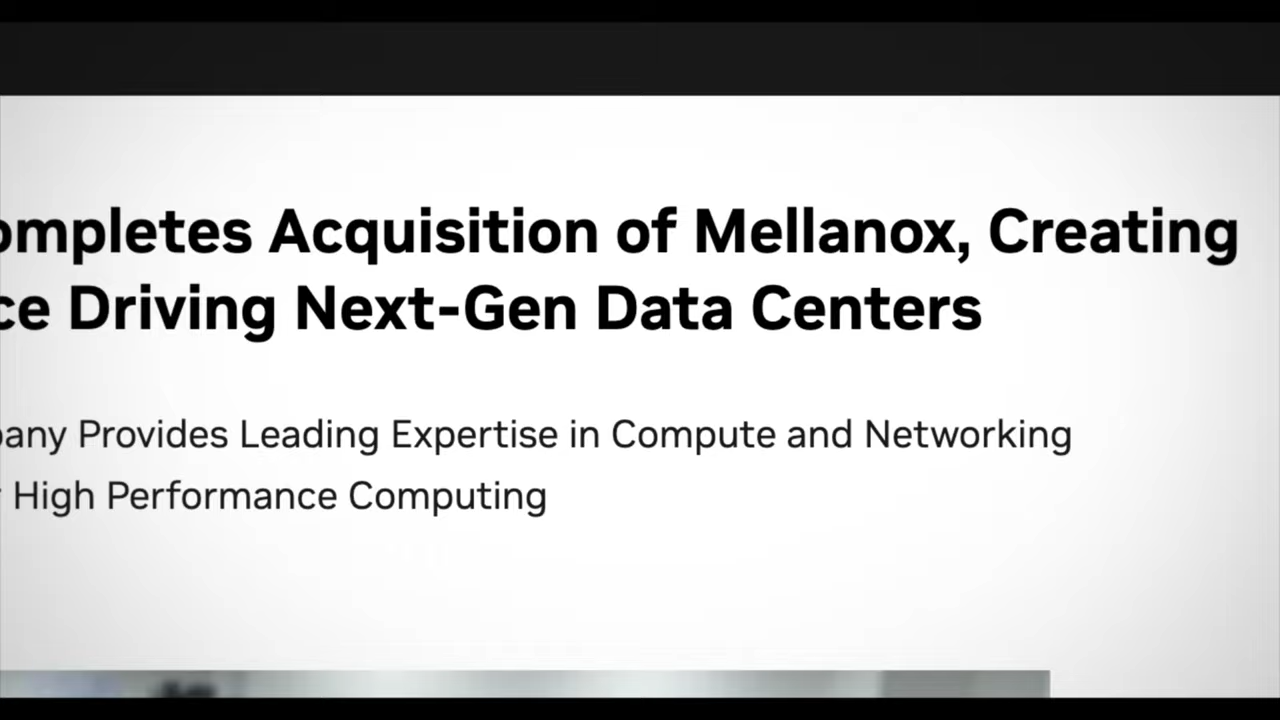 ompletes Acquisition of Mellanox, Creating
ce Driving Next-Gen Data Centers
pany Provides Leading Expertise in Compute and Networking
High Performance Computing